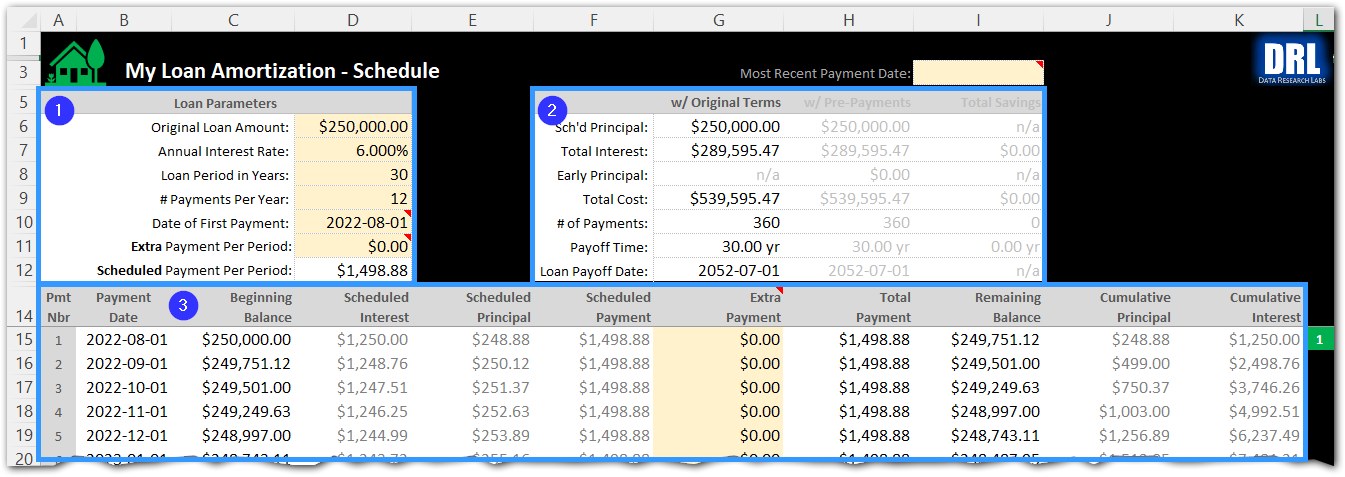 A B C D E F G H I J K L
1
3 My Loan Amortization - Schedule Most Recent Payment Date: DRL
DATA RESEARCH LABS
5 1 Loan Parameters 2 w/ Original Terms w/ Pre-Payments Total Savings
6 Original Loan Amount: $250,000.00 Sch'd Principal: $250,000.00 $250,000.00 n/a
7 Annual Interest Rate: 6.000% Total Interest: $289,595.47 $289,595.47 $0.00
8 Loan Period in Years: 30 Early Principal: n/a $0.00 n/a
9 # Payments Per Year: 12 Total Cost: $539,595.47 $539,595.47 $0.00
10 Date of First Payment: 2022-08-01 # of Payments: 360 360 0
11 Extra Payment Per Period: $0.00 Payoff Time: 30.00 yr 30.00 yr 0.00 yr
12 Scheduled Payment Per Period: $1,498.88 Loan Payoff Date: 2052-07-01 2052-07-01 n/a
Pmt Payment 3 Beginning Scheduled Scheduled Scheduled Extra Total Remaining Cumulative Cumulative
14 Nbr Date Balance Interest Principal Payment Payment Payment Balance Principal Interest
15 1 2022-08-01 $250,000.00 $1,250.00 $248.88 $1,498.88 $0.00 $1,498.88 $249,751.12 $248.88 $1,250.00 1
16 2 2022-09-01 $249,751.12 $1,248.76 $250.12 $1,498.88 $0.00 $1,498.88 $249,501.00 $499.00 $2,498.76
17 3 2022-10-01 $249,501.00 $1,247.51 $251.37 $1,498.88 $0.00 $1,498.88 $249,249.63 $750.37 $3,746.26
18 4 2022-11-01 $249,249.63 $1,246.25 $252.63 $1,498.88 $0.00 $1,498.88 $248,997.00 $1,003.00 $4,992.51
19 5 2022-12-01 $248,997.00 $1,244.99 $253.89 $1,498.88 $0.00 $1,498.88 $248,743.11 $1,256.89 $6,237.49
20